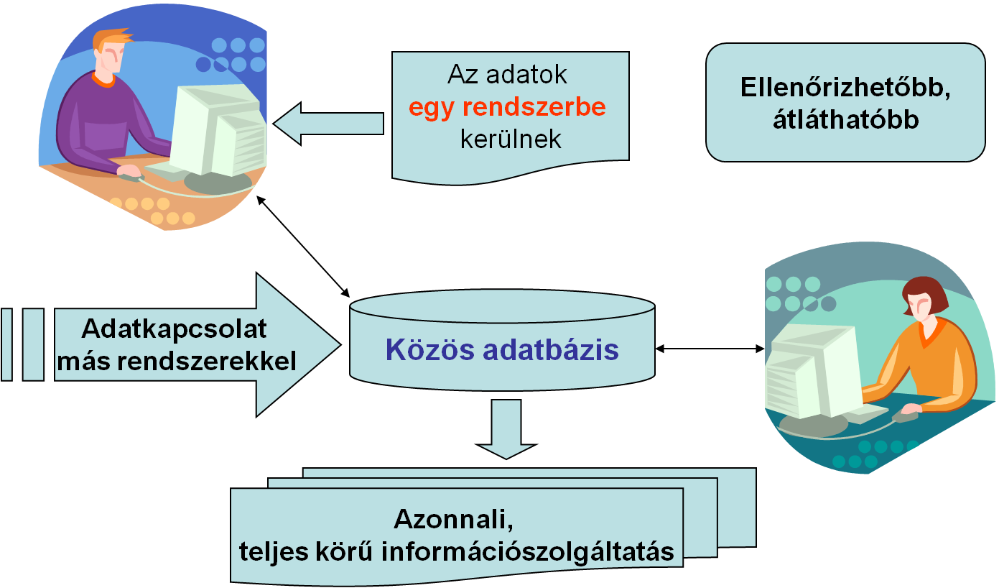 Az adatok
egy rendszerbe
kerülnek
Ellenőrizhetőbb,
átláthatóbb
Adatkapcsolat
más rendszerekkel
Közös adatbázis
Azonnali,
teljes körű információszolgáltatás